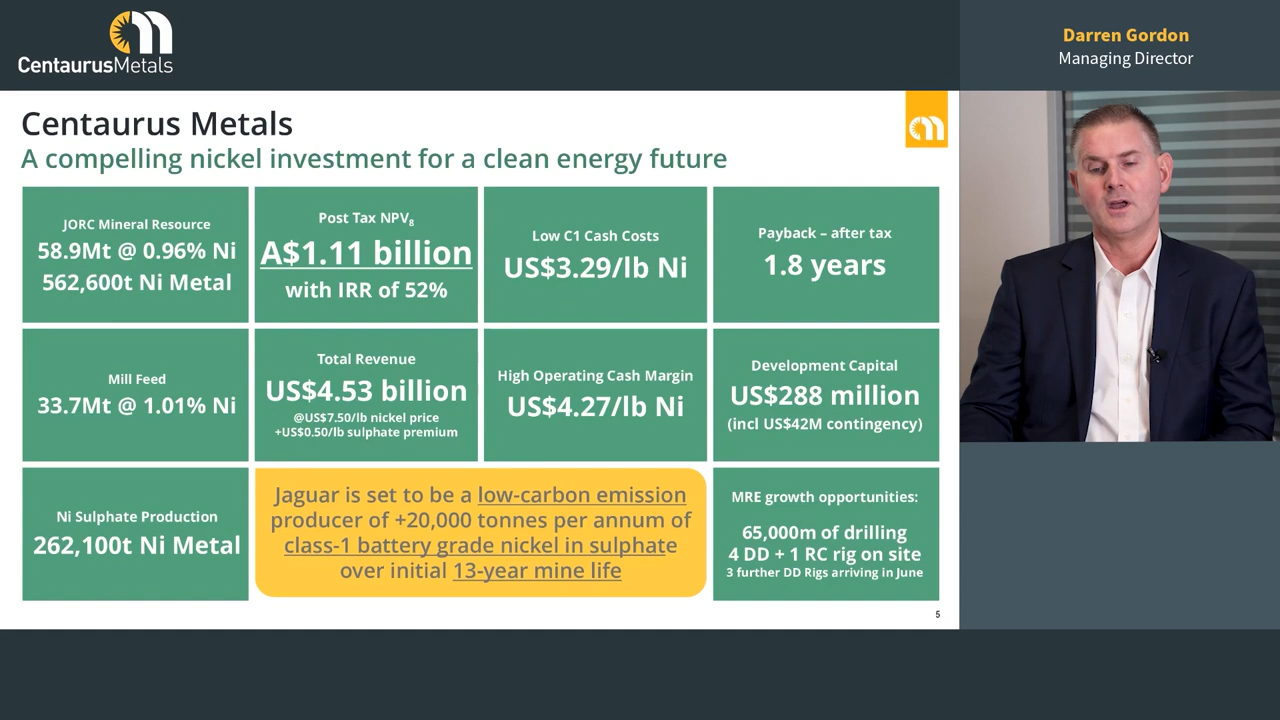 CentaurusMetals
Darren Gordon
Managing Director
Centaurus Metals
A compelling nickel investment for a clean energy future
JORC Mineral Resource
58.9Mt @ 0.96% Ni
562,600t Ni Metal
Post Tax NPV8
A$1.11 billion
with IRR of 52%
Low C1 Cash Costs
US$3.29/lb Ni
Payback – after tax
1.8 years
Mill Feed
33.7Mt @ 1.01% Ni
Total Revenue
US$4.53 billion
@US$7.50/lb nickel price
+US$0.50/lb sulphate premium
High Operating Cash Margin
US$4.27/lb Ni
Development Capital
US$288 million
(incl US$42M contingency)
Ni Sulphate Production
262,100t Ni Metal
Jaguar is set to be a low-carbon emission
producer of +20,000 tonnes per annum of
class-1 battery grade nickel in sulphate
over initial 13-year mine life
MRE growth opportunities:
65,000m of drilling
4 DD + 1 RC rig on site
3 further DD Rigs arriving in June
5